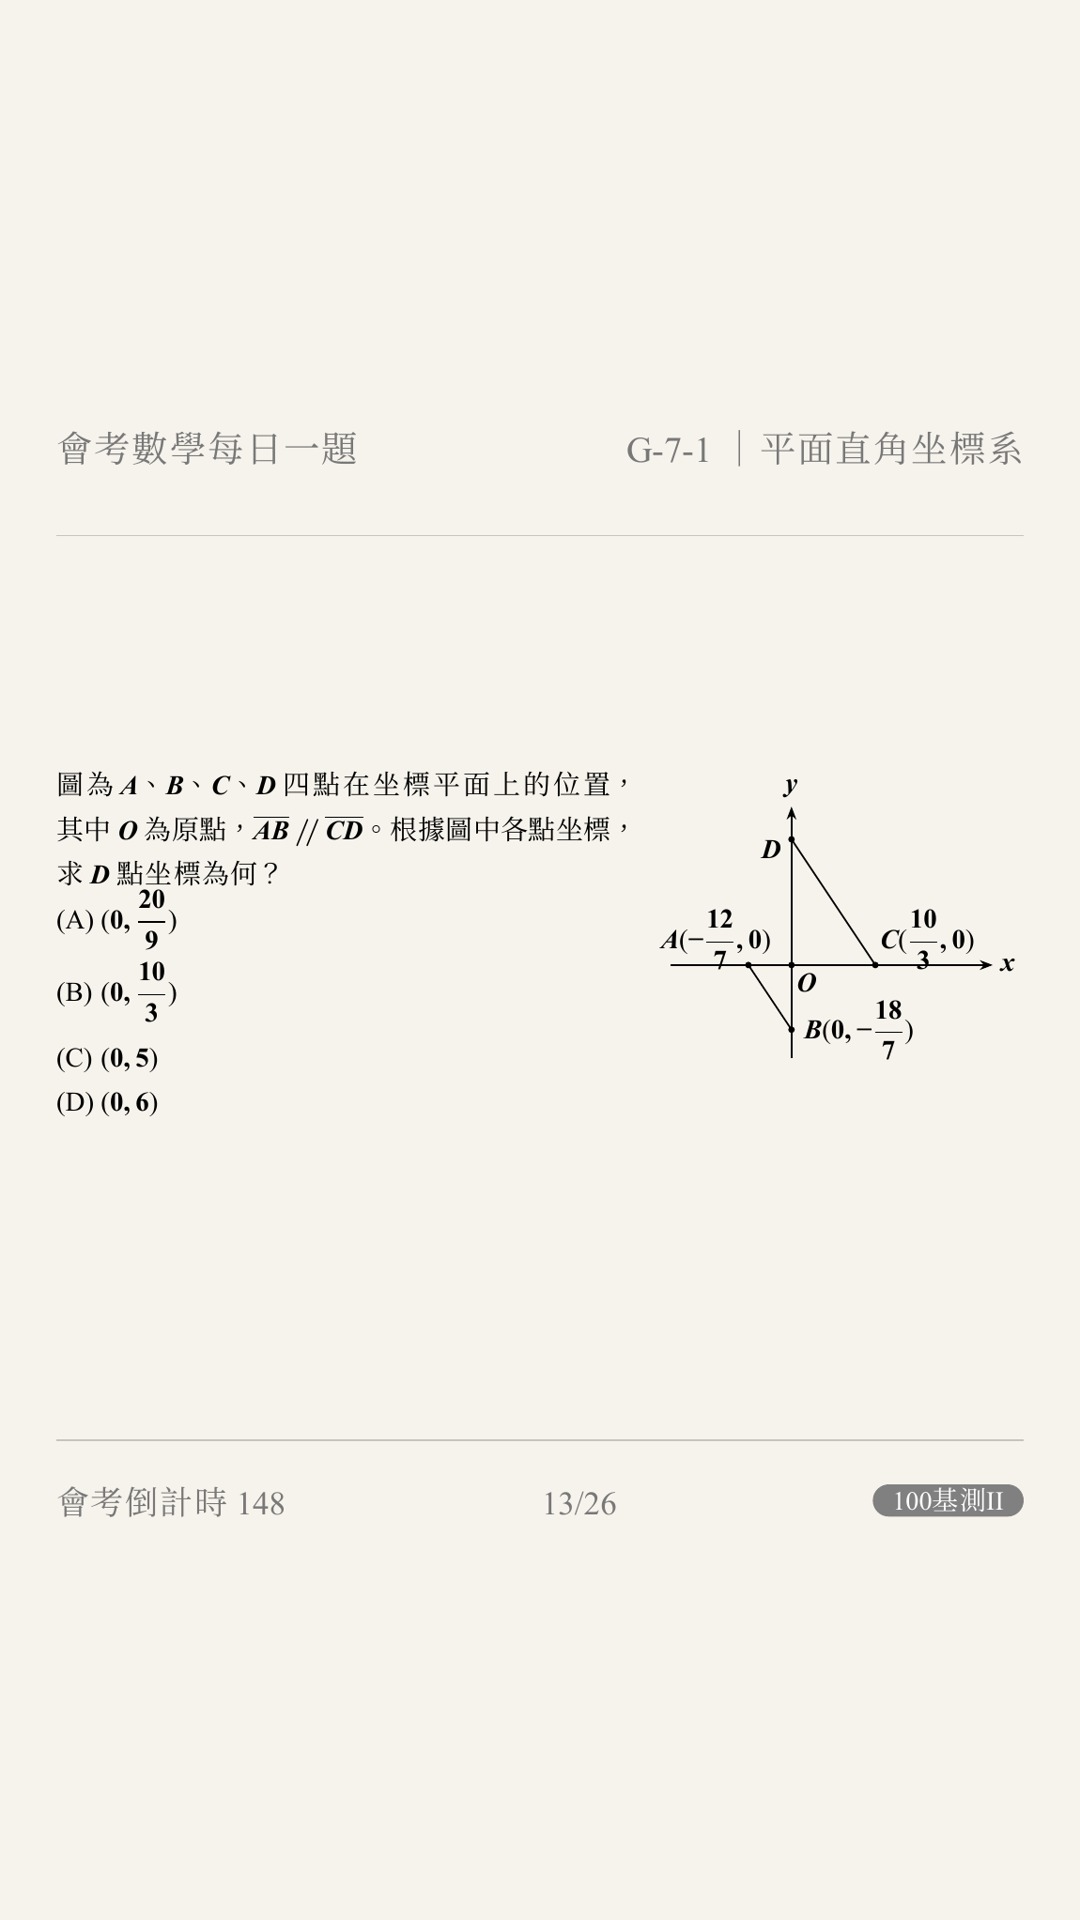 會考數學每日一題
G-7-1｜平面直角坐標系
圖為 A、B、C、D 四點在坐標平面上的位置，
其中 O 為原點，AB // CD。根據圖中各點坐標，
求 D 點坐標為何？
(A) (0, 20/9)
(B) (0, 10/3)
(C) (0, 5)
(D) (0, 6)
y
D
A(−12/7, 0)
C(10/3, 0)
x
O
B(0, −18/7)
會考倒計時 148
13/26
100基測II